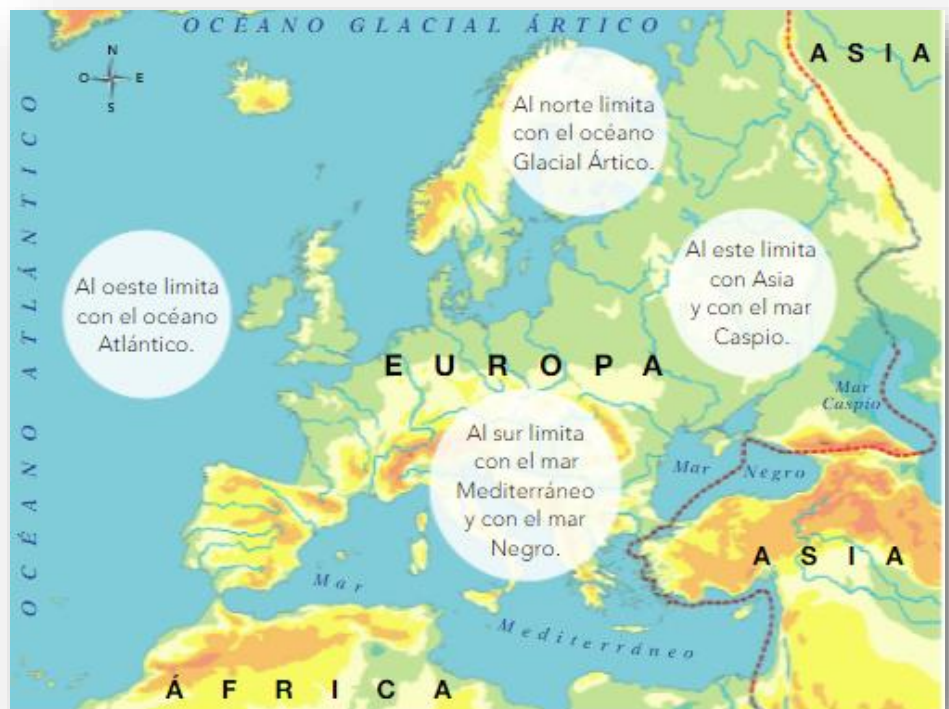 OCÉANO GLACIAL ÁRTICO
ASIA
N
O E
S
Al norte limita
con el océano
Glacial Ártico.
OCÉANO ATLÁNTICO
Al oeste limita
con el océano
Atlántico.
Al este limita
con Asia
y con el mar
Caspio.
EUROPA
Mar
Caspio
Al sur limita
con el mar
Mediterráneo
y con el mar
Negro.
Mar Negro
ASIA
Mar
Mediterráneo
ÁFRICA